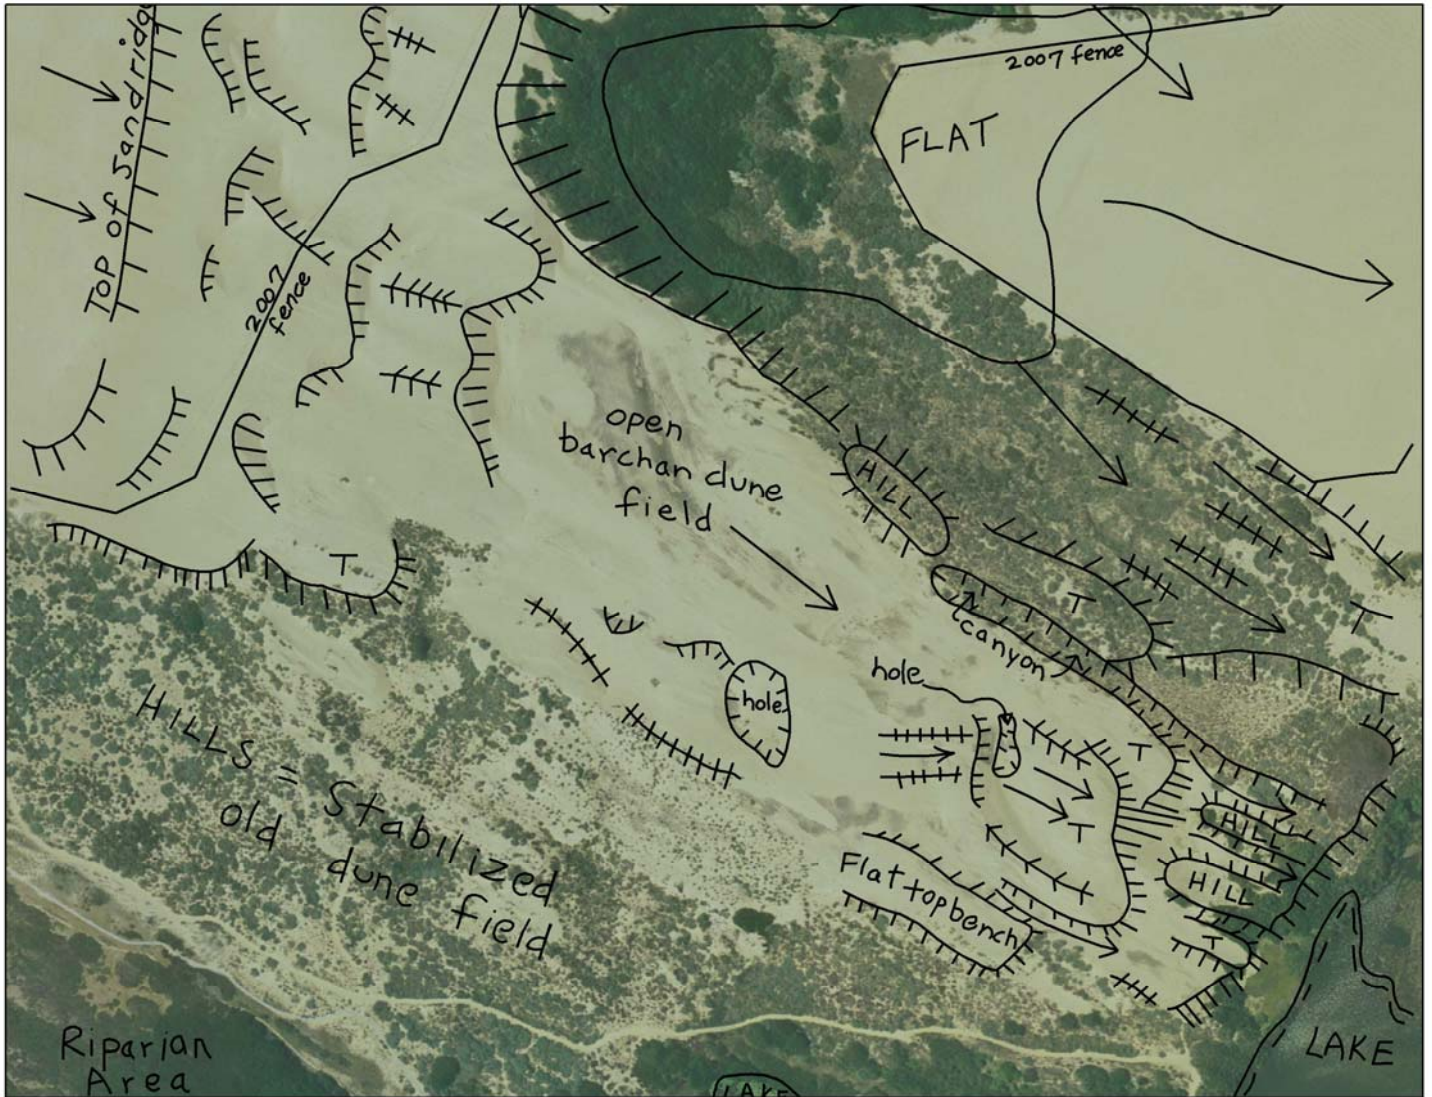 Top of Sandridge
2007 fence
FLAT
2007
fence
open
barchan dune
field
HILL
T
T
T
canyon
hole
hole
T
HILLS = Stabilized
old dune field
T
HILL
HILL
Flat top bench
T
Riparian
Area
LAKE
LAKE